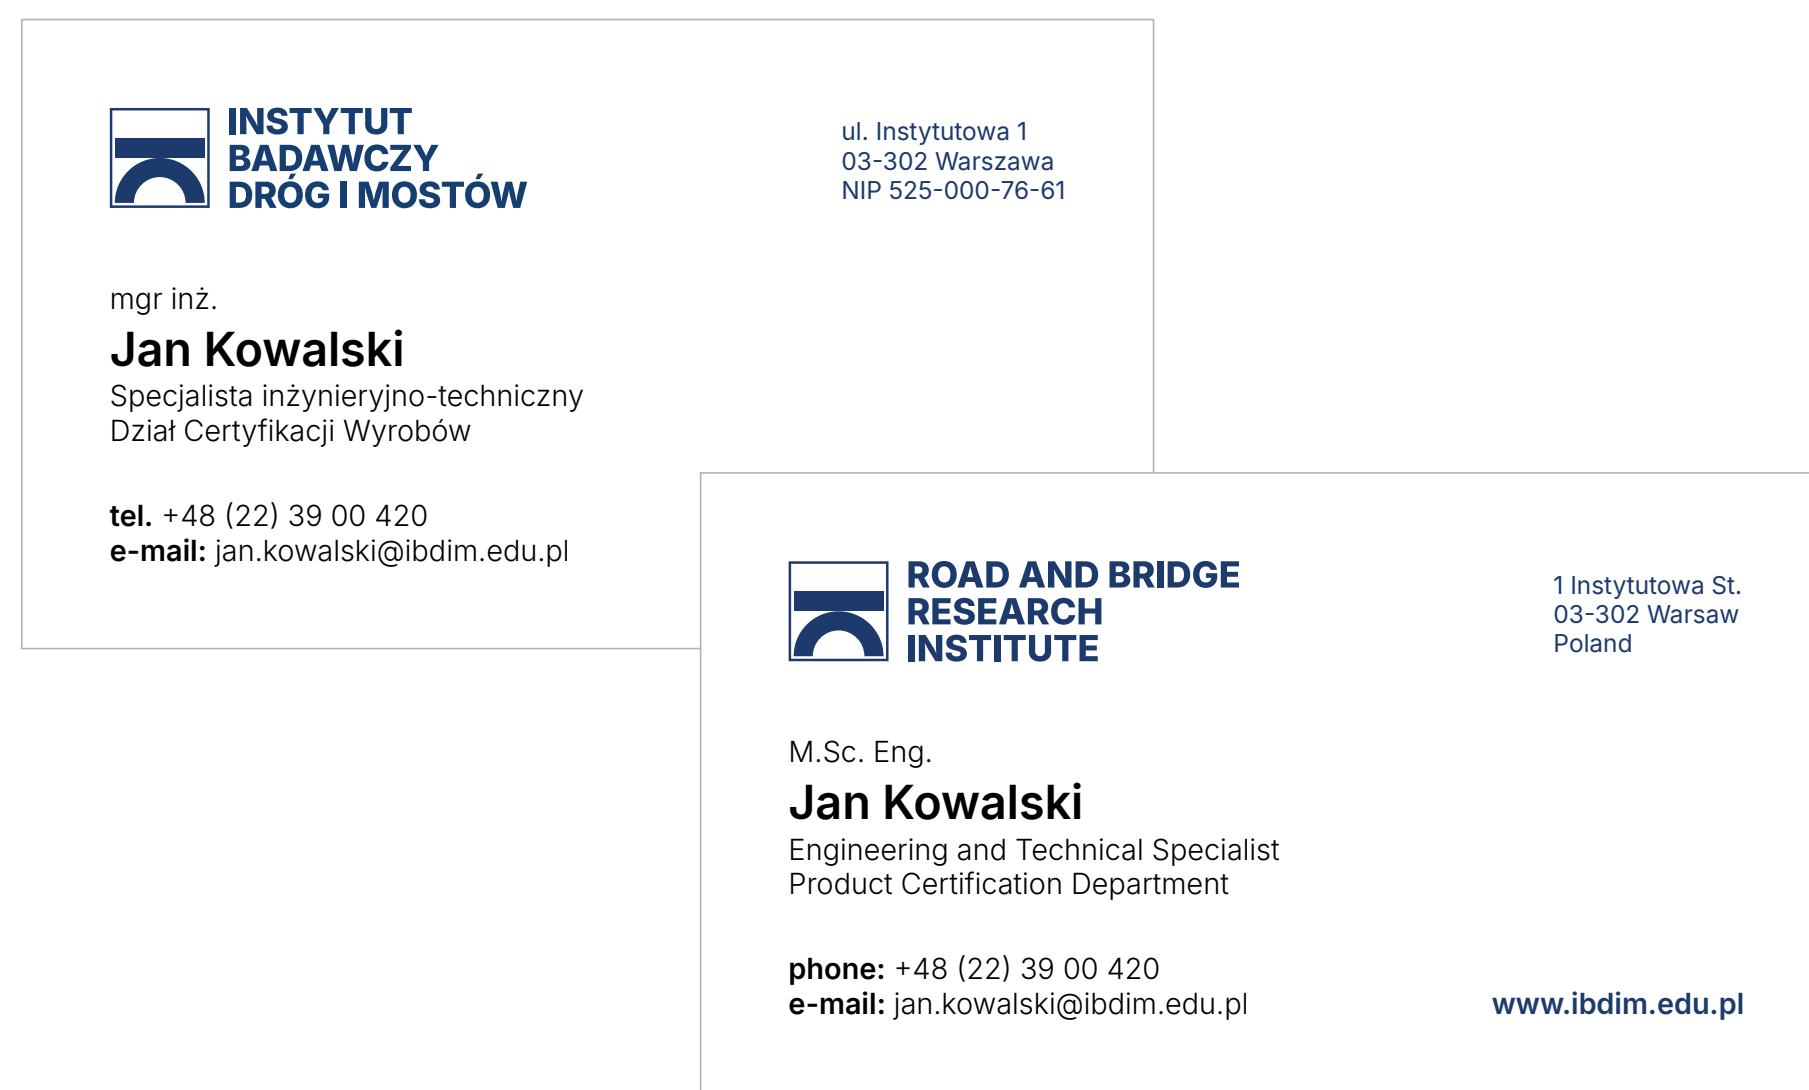 INSTYTUT
BADAWCZY
DRÓG I MOSTÓW
ul. Instytutowa 1
03-302 Warszawa
NIP 525-000-76-61
mgr inż.
Jan Kowalski
Specjalista inżynieryjno-techniczny
Dział Certyfikacji Wyrobów
tel. +48 (22) 39 00 420
e-mail: jan.kowalski@ibdim.edu.pl
ROAD AND BRIDGE
RESEARCH
INSTITUTE
1 Instytutowa St.
03-302 Warsaw
Poland
M.Sc. Eng.
Jan Kowalski
Engineering and Technical Specialist
Product Certification Department
phone: +48 (22) 39 00 420
e-mail: jan.kowalski@ibdim.edu.pl
www.ibdim.edu.pl